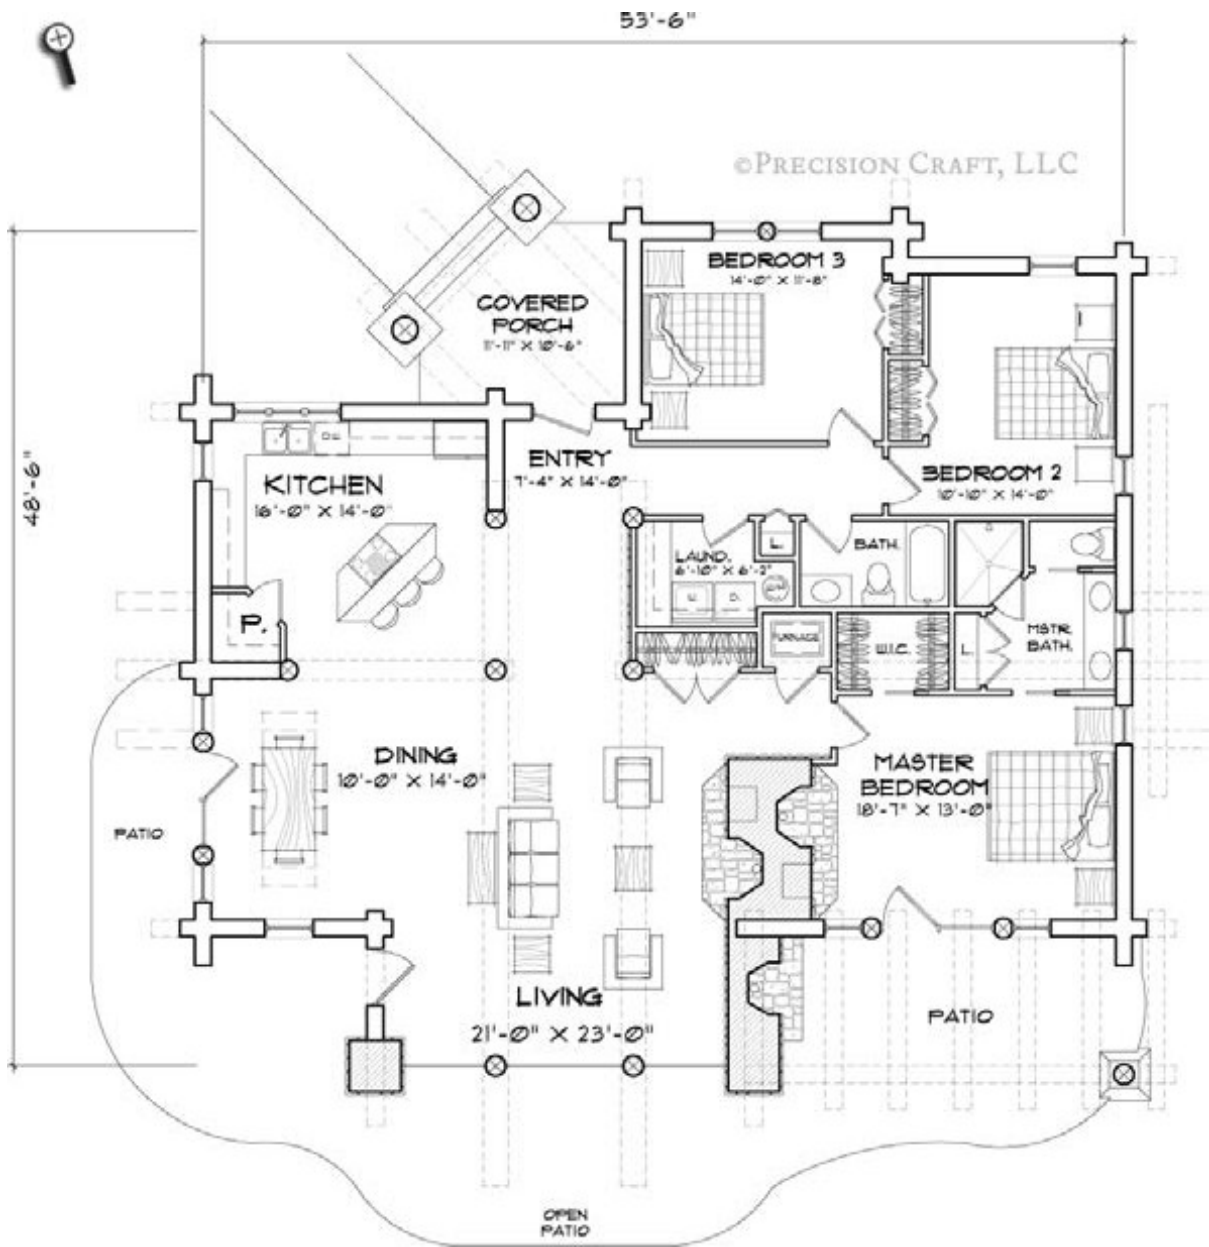 53'-6"
©PRECISION CRAFT, LLC
BEDROOM 3
14'-0" X 11'-8"
COVERED
PORCH
11'-11" X 10'-6"
48'-6"
KITCHEN
16'-0" X 14'-0"
ENTRY
7'-4" X 14'-0"
BEDROOM 2
10'-10" X 14'-0"
LAUND.
6'-10" X 6'-2"
L.
BATH.
W.
D.
P.
FURNACE
W.I.C.
L.
MSTR.
BATH.
DINING
10'-0" X 14'-0"
MASTER
BEDROOM
18'-7" X 13'-0"
PATIO
LIVING
21'-0" X 23'-0"
PATIO
OPEN
PATIO